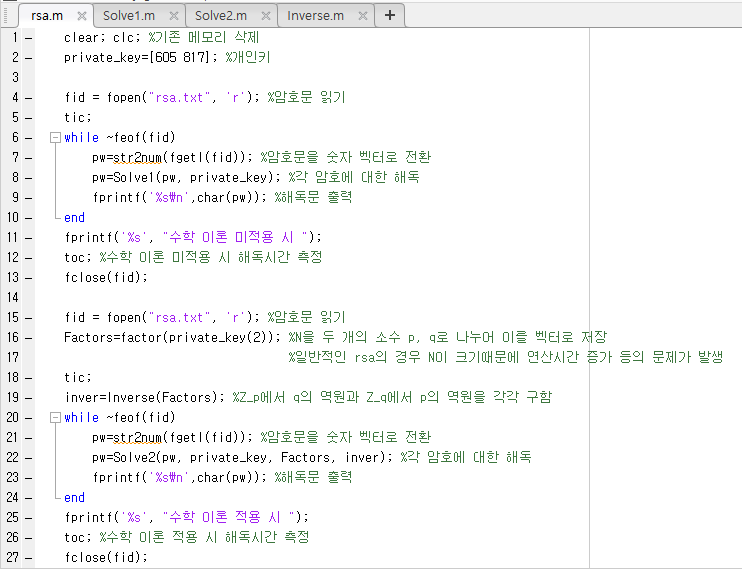 rsa.m Solve1.m Solve2.m Inverse.m
1 clear; clc; %기존 메모리 삭제
2 private_key=[605 817]; %개인키
3
4 fid = fopen("rsa.txt", 'r'); %암호문 읽기
5 tic;
6 while ~feof(fid)
7 pw=str2num(fgetl(fid)); %암호문을 숫자 벡터로 전환
8 pw=Solve1(pw, private_key); %각 암호에 대한 해독
9 fprintf('%s₩n',char(pw)); %해독문 출력
10 end
11 fprintf('%s', "수학 이론 미적용 시 ");
12 toc; %수학 이론 미적용 시 해독시간 측정
13 fclose(fid);
14
15 fid = fopen("rsa.txt", 'r'); %암호문 읽기
16 Factors=factor(private_key(2)); %N을 두 개의 소수 p, q로 나누어 이를 벡터로 저장
17 %일반적인 rsa의 경우 N이 크기때문에 연산시간 증가 등의 문제가 발생
18 tic;
19 inver=Inverse(Factors); %Z_p에서 q의 역원과 Z_q에서 p의 역원을 각각 구함
20 while ~feof(fid)
21 pw=str2num(fgetl(fid)); %암호문을 숫자 벡터로 전환
22 pw=Solve2(pw, private_key, Factors, inver); %각 암호에 대한 해독
23 fprintf('%s₩n',char(pw)); %해독문 출력
24 end
25 fprintf('%s', "수학 이론 적용 시 ");
26 toc; %수학 이론 적용 시 해독시간 측정
27 fclose(fid);